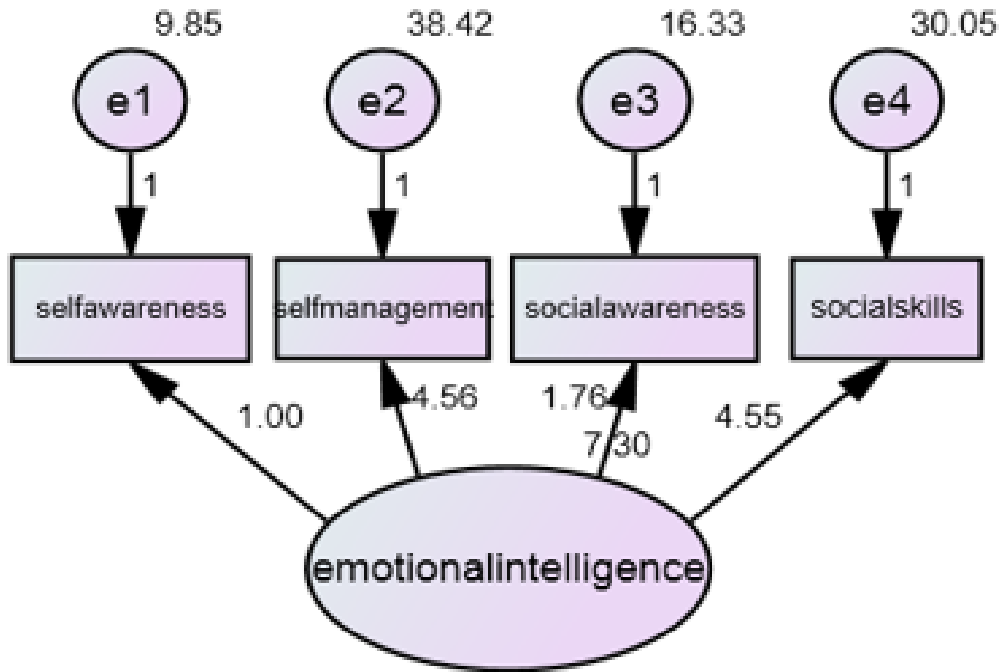 9.85 38.42 16.33 30.05
e1 e2 e3 e4
1 1 1 1
selfawareness selfmanagement socialawareness socialskills
1.00 4.56 1.76 4.55
7.30
emotionalintelligence